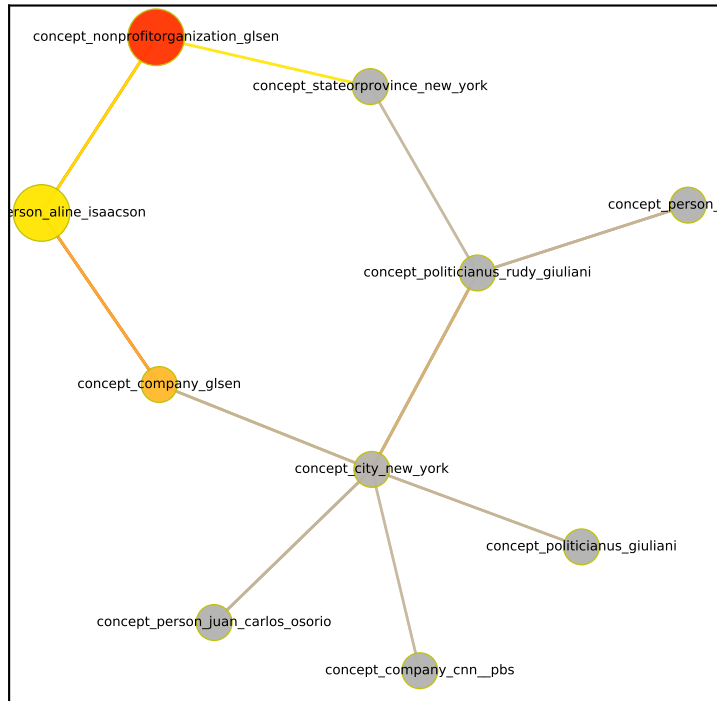 concept_nonprofitorganization_glsen
concept_stateorprovince_new_york
concept_person_
erson_aline_isaacson
concept_politicianus_rudy_giuliani
concept_company_glsen
concept_city_new_york
concept_politicianus_giuliani
concept_person_juan_carlos_osorio
concept_company_cnn__pbs